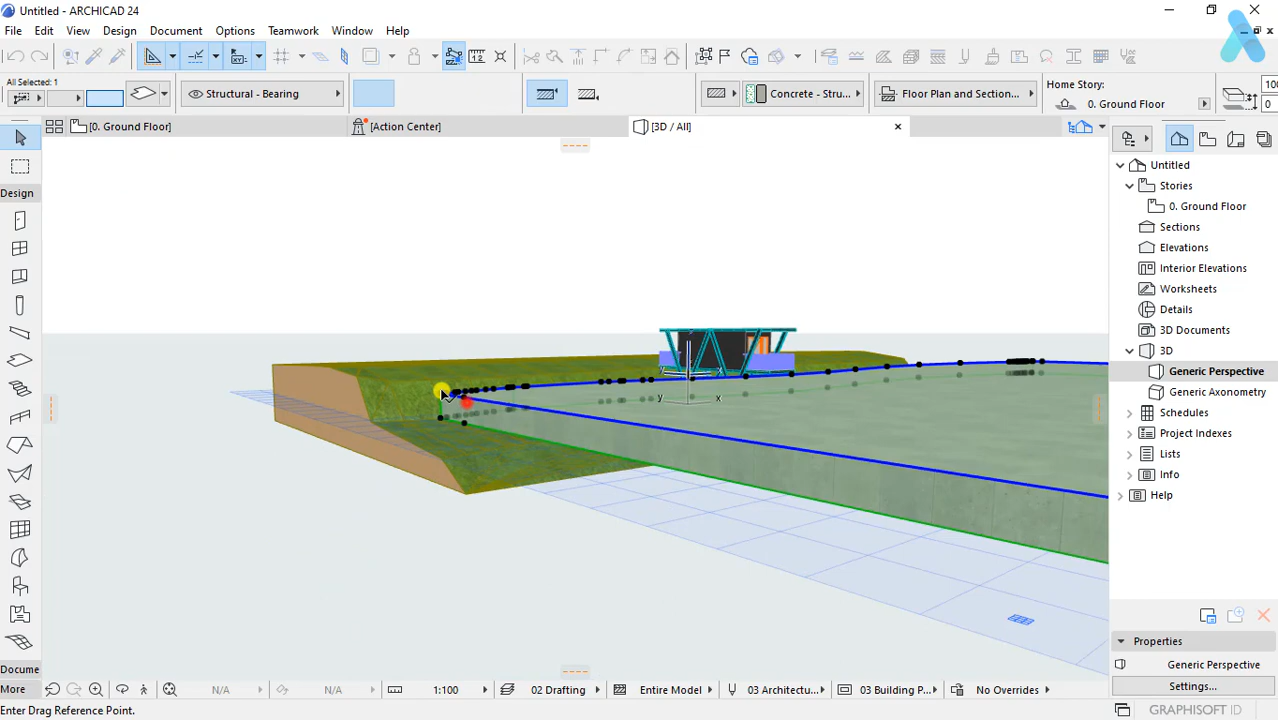 Untitled - ARCHICAD 24
File Edit View Design Document Options Teamwork Window Help
All Selected: 1
Structural - Bearing
Concrete - Stru...
Floor Plan and Section...
Home Story:
0. Ground Floor
100
0
[0. Ground Floor]
[Action Center]
[3D / All]
Design
Docume
More
Untitled
Stories
0. Ground Floor
Sections
Elevations
Interior Elevations
Worksheets
Details
3D Documents
3D
Generic Perspective
Generic Axonometry
Schedules
Project Indexes
Lists
Info
Help
x
y x
Properties
Generic Perspective
Settings...
N/A
N/A
1:100
02 Drafting
Entire Model
03 Architectu...
03 Building P...
No Overrides
Enter Drag Reference Point.
GRAPHISOFT ID